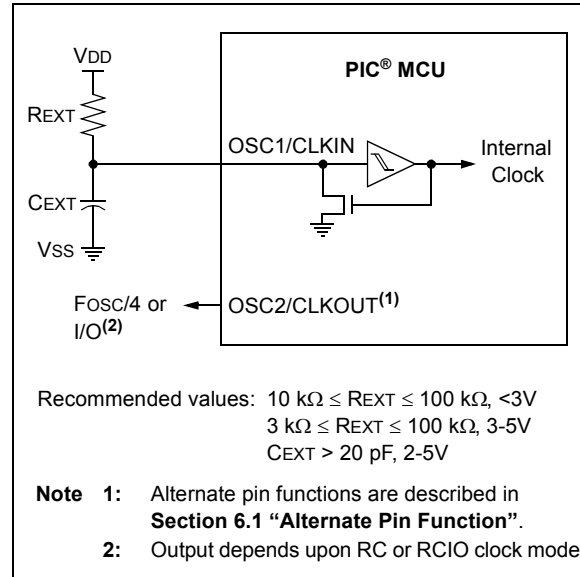 VDD
PIC® MCU
REXT
OSC1/CLKIN
Internal
Clock
CEXT
VSS
FOSC/4 or
I/O(2)
OSC2/CLKOUT(1)
Recommended values: 10 kΩ ≤ REXT ≤ 100 kΩ, <3V
3 kΩ ≤ REXT ≤ 100 kΩ, 3-5V
CEXT > 20 pF, 2-5V
Note 1: Alternate pin functions are described in
Section 6.1 “Alternate Pin Function”.
2: Output depends upon RC or RCIO clock mode